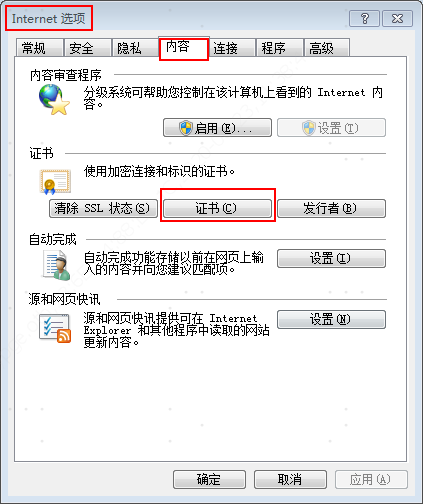 Internet 选项
常规 安全 隐私 内容 连接 程序 高级
内容审查程序
分级系统可帮助您控制在该计算机上看到的 Internet 内
容。
启用(E)... 设置(T)
证书
使用加密连接和标识的证书。
清除 SSL 状态(S) 证书(C) 发行者(B)
自动完成
自动完成功能存储以前在网页上输
入的内容并向您建议匹配项。
设置(I)
源和网页快讯
源和网页快讯提供可在 Internet
Explorer 和其他程序中读取的网站
更新内容。
设置(N)
确定 取消 应用(A)